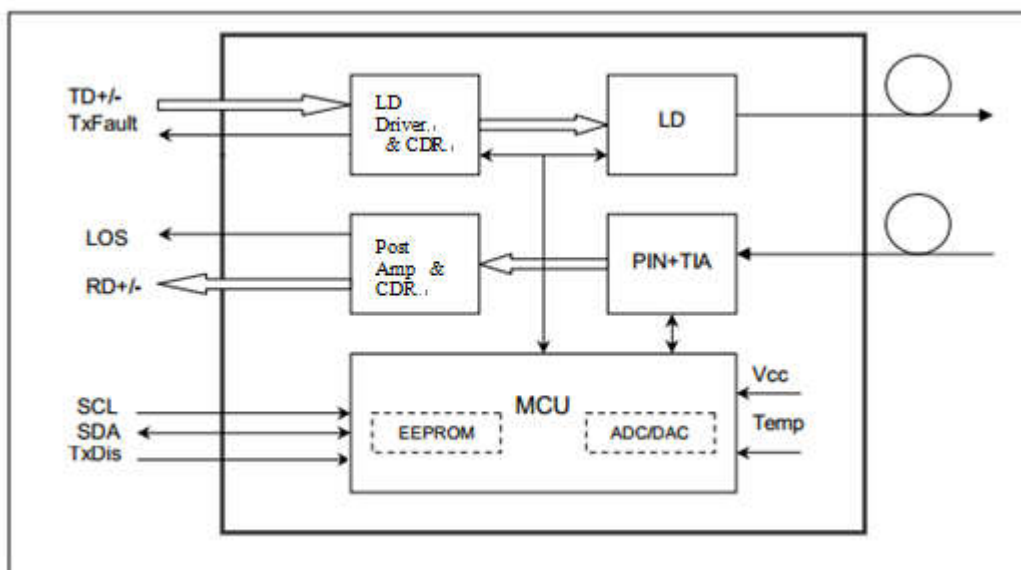 TD+/-
TxFault
LD
Driver.
& CDR.
LD
LOS
RD+/-
Post
Amp &
CDR.
PIN+TIA
SCL
SDA
TxDis
MCU
EEPROM
ADC/DAC
Vcc
Temp